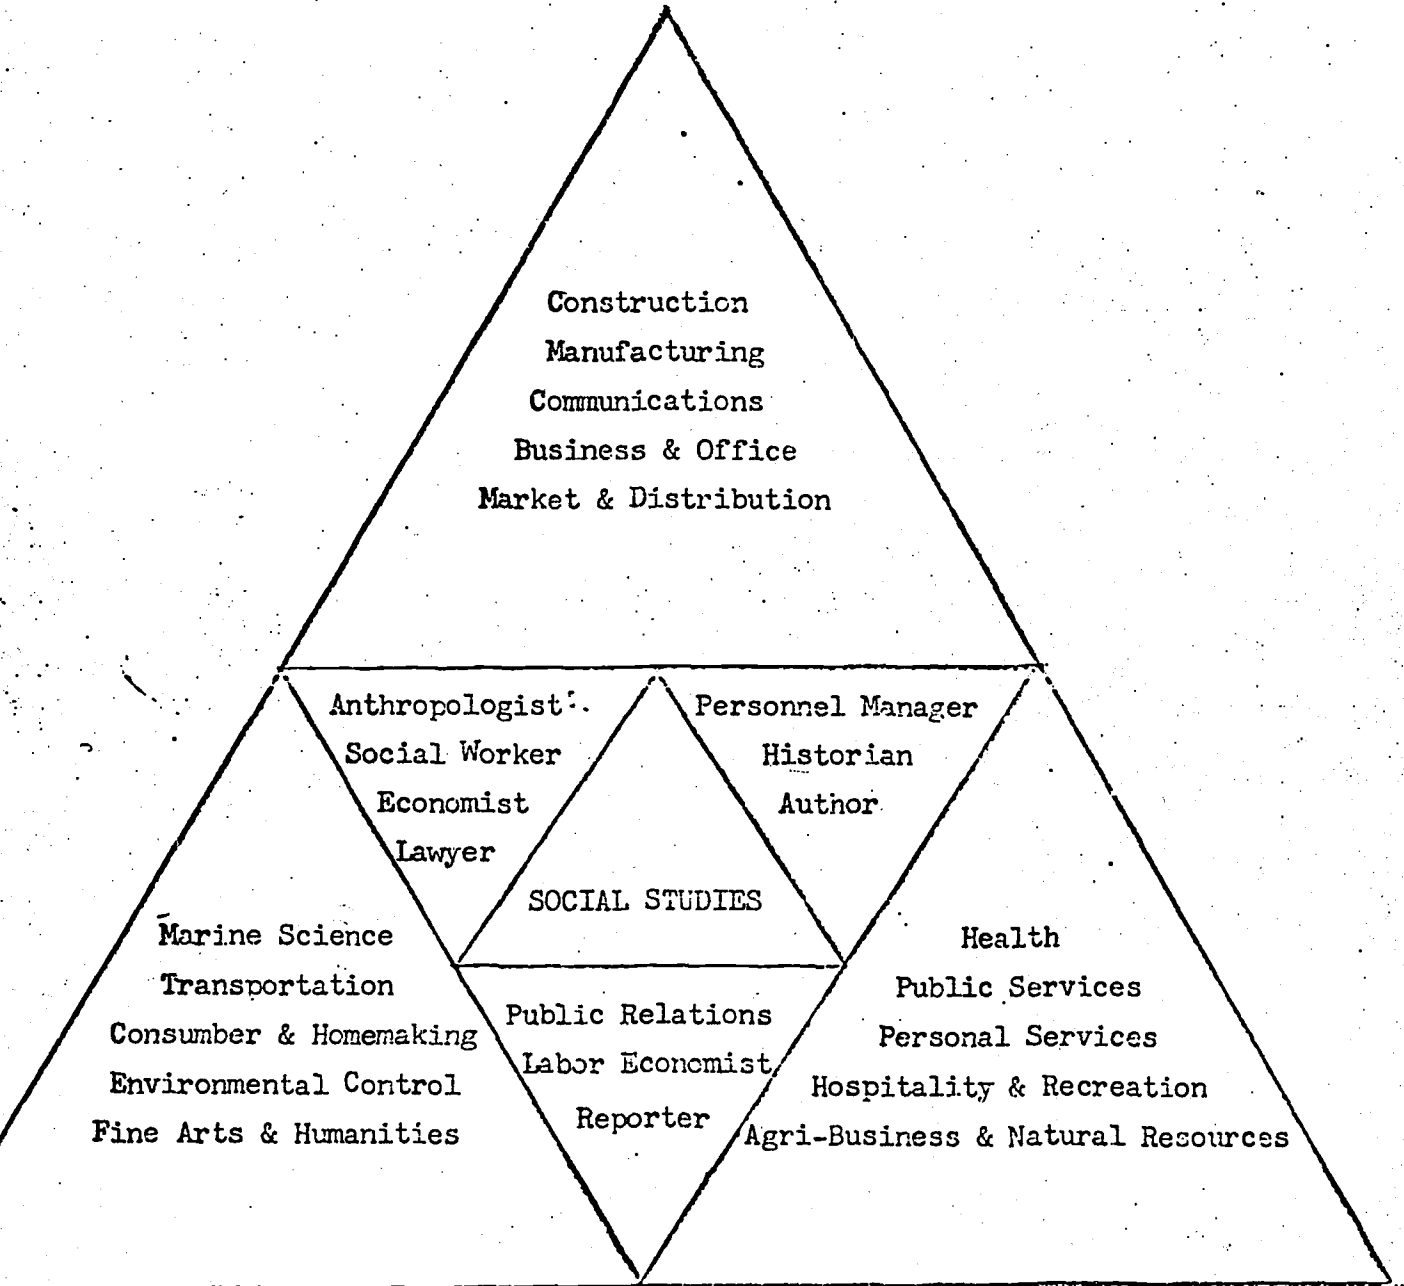 Construction
Manufacturing
Communications
Business & Office
Market & Distribution
Anthropologist
Social Worker
Economist
Lawyer
Personnel Manager
Historian
Author
SOCIAL STUDIES
Marine Science
Transportation
Consumber & Homemaking
Environmental Control
Fine Arts & Humanities
Public Relations
Labor Economist
Reporter
Health
Public Services
Personal Services
Hospitality & Recreation
Agri-Business & Natural Resources